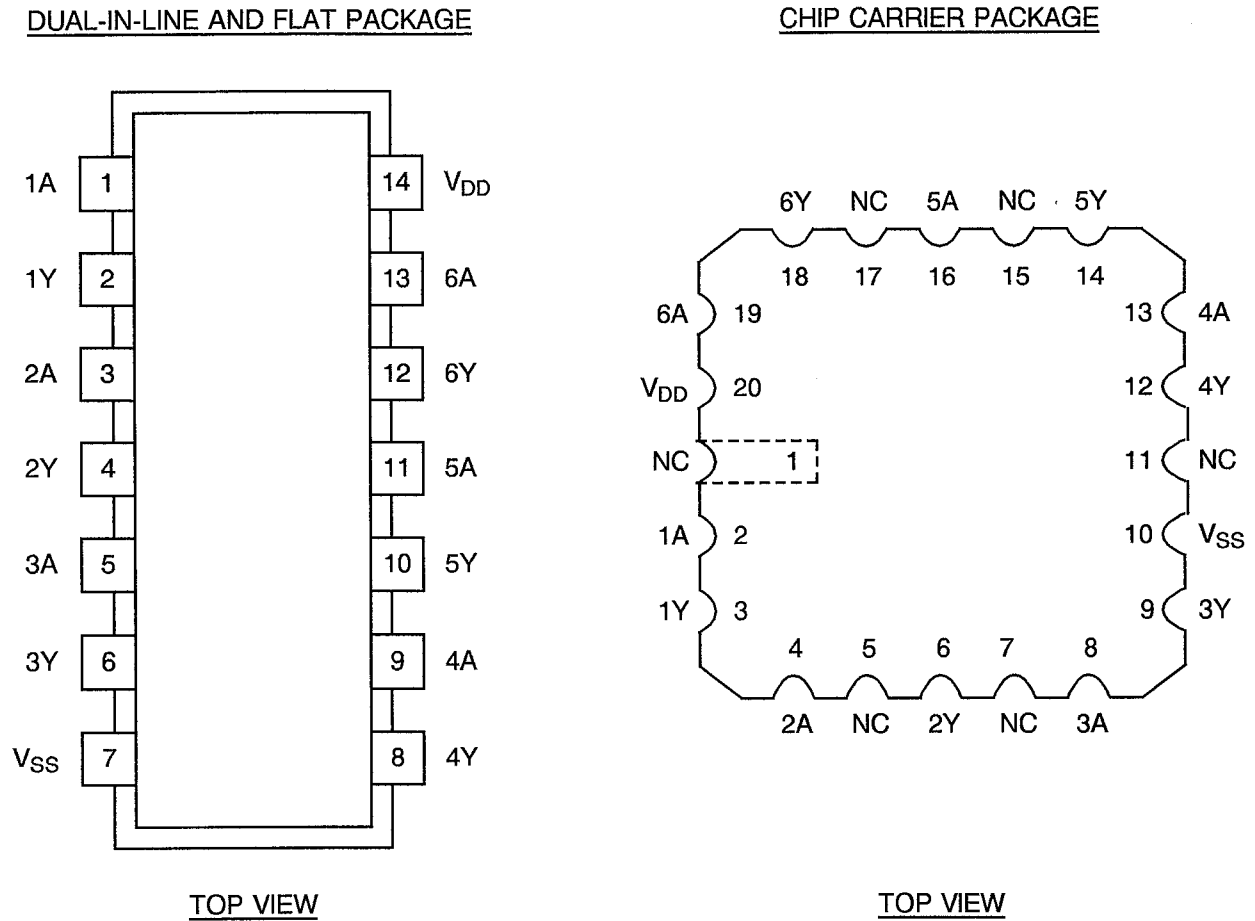 DUAL-IN-LINE AND FLAT PACKAGE
1A 1 14 VDD
1Y 2 13 6A
2A 3 12 6Y
2Y 4 11 5A
3A 5 10 5Y
3Y 6 9 4A
VSS 7 8 4Y
TOP VIEW
CHIP CARRIER PACKAGE
6Y NC 5A NC 5Y
18 17 16 15 14
6A 19 13 4A
VDD 20 12 4Y
NC 1 11 NC
1A 2 10 VSS
1Y 3 9 3Y
4 5 6 7 8
2A NC 2Y NC 3A
TOP VIEW